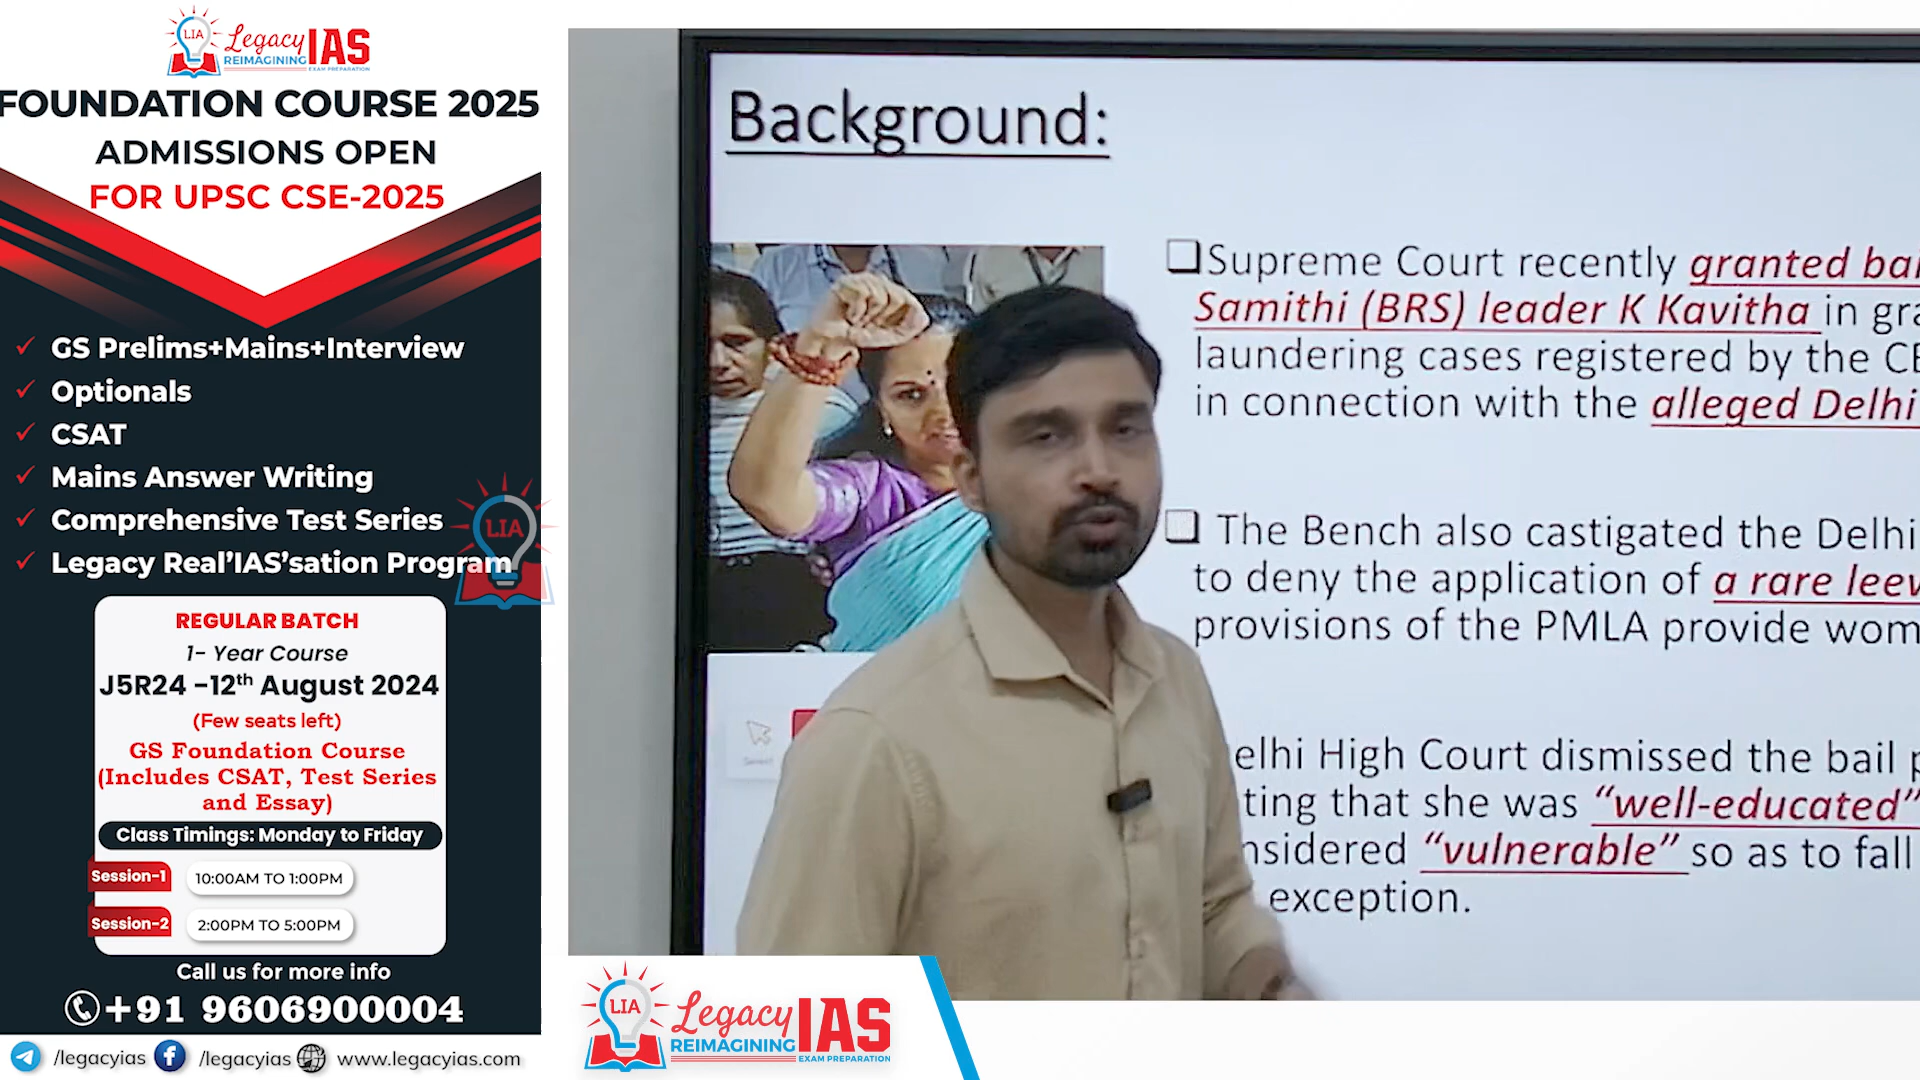 LIA
Legacy IAS
REIMAGINING
EXAM PREPARATION
FOUNDATION COURSE 2025
ADMISSIONS OPEN
FOR UPSC CSE-2025
✓ GS Prelims+Mains+Interview
✓ Optionals
✓ CSAT
✓ Mains Answer Writing
✓ Comprehensive Test Series
✓ Legacy Real'IAS'sation Program
LIA
REGULAR BATCH
1- Year Course
J5R24 -12th August 2024
(Few seats left)
GS Foundation Course
(Includes CSAT, Test Series
and Essay)
Class Timings: Monday to Friday
Session-1 10:00AM TO 1:00PM
Session-2 2:00PM TO 5:00PM
Call us for more info
+91 9606900004
/legacyias /legacyias www.legacyias.com
Background:
Supreme Court recently granted bai
Samithi (BRS) leader K Kavitha in gra
laundering cases registered by the CB
in connection with the alleged Delhi
The Bench also castigated the Delhi
to deny the application of a rare leew
provisions of the PMLA provide wom
elhi High Court dismissed the bail p
ting that she was “well-educated”
nsidered “vulnerable” so as to fall
exception.
Select
LIA
Legacy IAS
REIMAGINING
EXAM PREPARATION